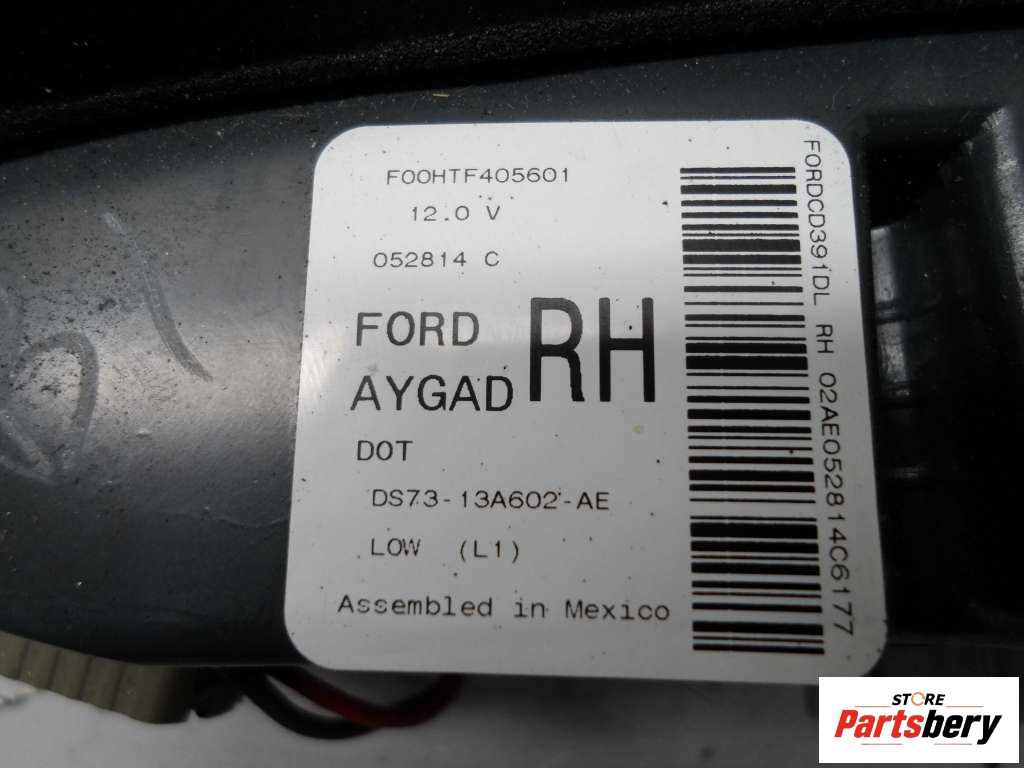 F00HTF405601
12.0 V
052814 C
FORD
RH
AYGAD
DOT
DS73-13A602-AE
LOW (L1)
Assembled in Mexico
FORDCD391DL RH 02AE052814C6177
STORE
Partsbery